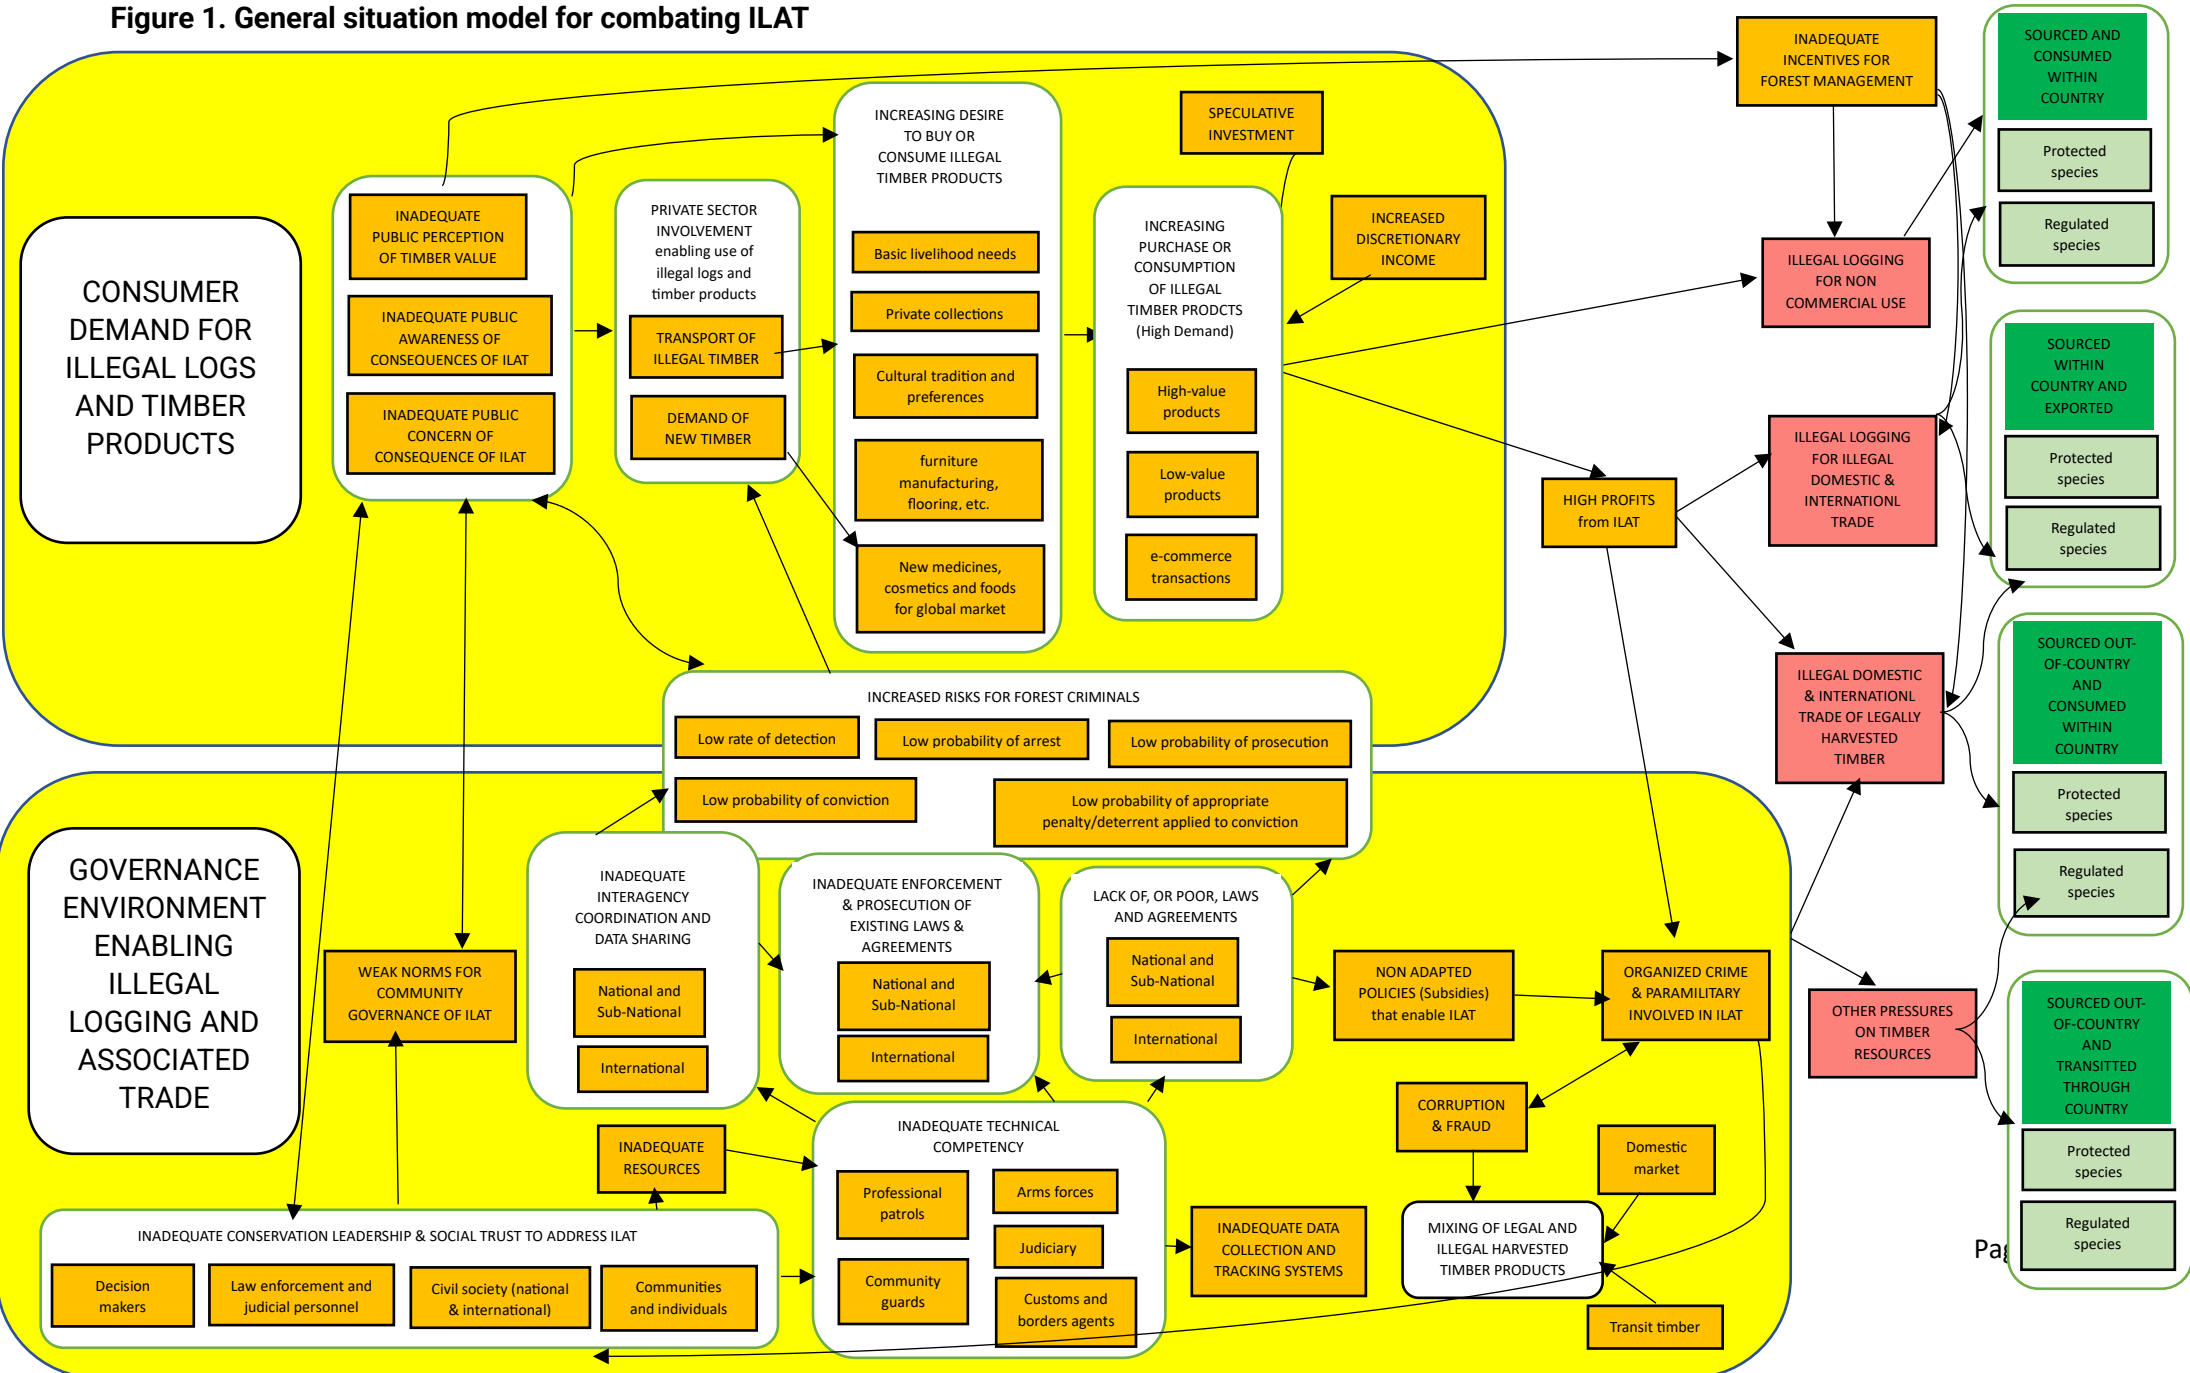 Figure 1. General situation model for combating ILAT
CONSUMER
DEMAND FOR
ILLEGAL LOGS
AND TIMBER
PRODUCTS
INADEQUATE
PUBLIC PERCEPTION
OF TIMBER VALUE
INADEQUATE PUBLIC
AWARENESS OF
CONSEQUENCES OF ILAT
INADEQUATE PUBLIC
CONCERN OF
CONSEQUENCE OF ILAT
PRIVATE SECTOR
INVOLVEMENT
enabling use of
illegal logs and
timber products
TRANSPORT OF
ILLEGAL TIMBER
DEMAND OF
NEW TIMBER
INCREASING DESIRE
TO BUY OR
CONSUME ILLEGAL
TIMBER PRODUCTS
Basic livelihood needs
Private collections
Cultural tradition and
preferences
furniture
manufacturing,
flooring, etc.
New medicines,
cosmetics and foods
for global market
SPECULATIVE
INVESTMENT
INCREASING
PURCHASE OR
CONSUMPTION
OF ILLEGAL
TIMBER PRODCTS
(High Demand)
High-value
products
Low-value
products
e-commerce
transactions
INCREASED
DISCRETIONARY
INCOME
HIGH PROFITS
from ILAT
INADEQUATE
INCENTIVES FOR
FOREST MANAGEMENT
ILLEGAL LOGGING
FOR NON
COMMERCIAL USE
ILLEGAL LOGGING
FOR ILLEGAL
DOMESTIC &
INTERNATIONL
TRADE
ILLEGAL DOMESTIC
& INTERNATIONL
TRADE OF LEGALLY
HARVESTED
TIMBER
OTHER PRESSURES
ON TIMBER
RESOURCES
SOURCED AND
CONSUMED
WITHIN
COUNTRY
Protected
species
Regulated
species
SOURCED
WITHIN
COUNTRY AND
EXPORTED
Protected
species
Regulated
species
SOURCED OUT-
OF-COUNTRY
AND
CONSUMED
WITHIN
COUNTRY
Protected
species
Regulated
species
SOURCED OUT-
OF-COUNTRY
AND
TRANSITTED
THROUGH
COUNTRY
Protected
species
Regulated
species
INCREASED RISKS FOR FOREST CRIMINALS
Low rate of detection
Low probability of arrest
Low probability of prosecution
Low probability of conviction
Low probability of appropriate
penalty/deterrent applied to conviction
GOVERNANCE
ENVIRONMENT
ENABLING
ILLEGAL
LOGGING AND
ASSOCIATED
TRADE
WEAK NORMS FOR
COMMUNITY
GOVERNANCE OF ILAT
INADEQUATE
INTERAGENCY
COORDINATION AND
DATA SHARING
National and
Sub-National
International
INADEQUATE ENFORCEMENT
& PROSECUTION OF
EXISTING LAWS &
AGREEMENTS
National and
Sub-National
International
LACK OF, OR POOR, LAWS
AND AGREEMENTS
National and
Sub-National
International
NON ADAPTED
POLICIES (Subsidies)
that enable ILAT
ORGANIZED CRIME
& PARAMILITARY
INVOLVED IN ILAT
CORRUPTION
& FRAUD
Domestic
market
MIXING OF LEGAL AND
ILLEGAL HARVESTED
TIMBER PRODUCTS
Transit timber
INADEQUATE
RESOURCES
INADEQUATE TECHNICAL
COMPETENCY
Professional
patrols
Arms forces
Judiciary
Community
guards
Customs and
borders agents
INADEQUATE DATA
COLLECTION AND
TRACKING SYSTEMS
INADEQUATE CONSERVATION LEADERSHIP & SOCIAL TRUST TO ADDRESS ILAT
Decision
makers
Law enforcement and
judicial personnel
Civil society (national
& international)
Communities
and individuals